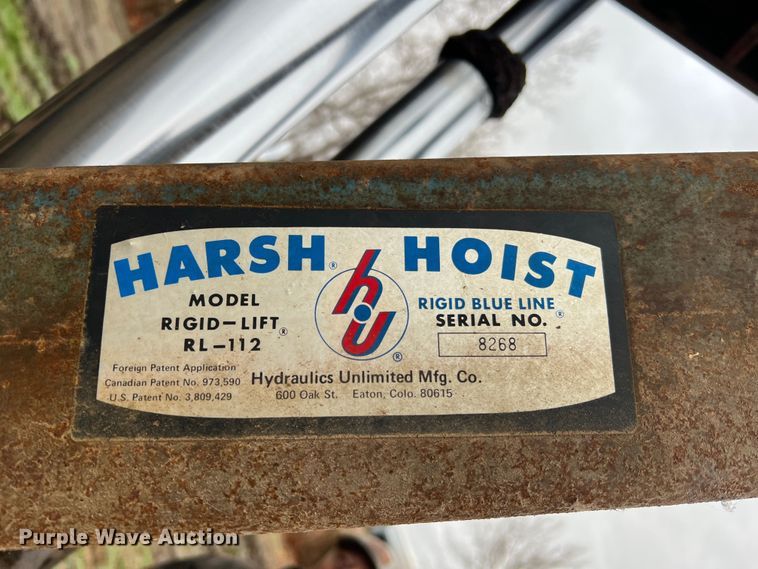 HARSH® HOIST
MODEL
RIGID-LIFT®
RL-112
hu®
RIGID BLUE LINE®
SERIAL NO.
8268
Foreign Patent Application
Canadian Patent No. 973,590
U.S. Patent No. 3,809,429
Hydraulics Unlimited Mfg. Co.
600 Oak St. Eaton, Colo. 80615
Purple Wave Auction